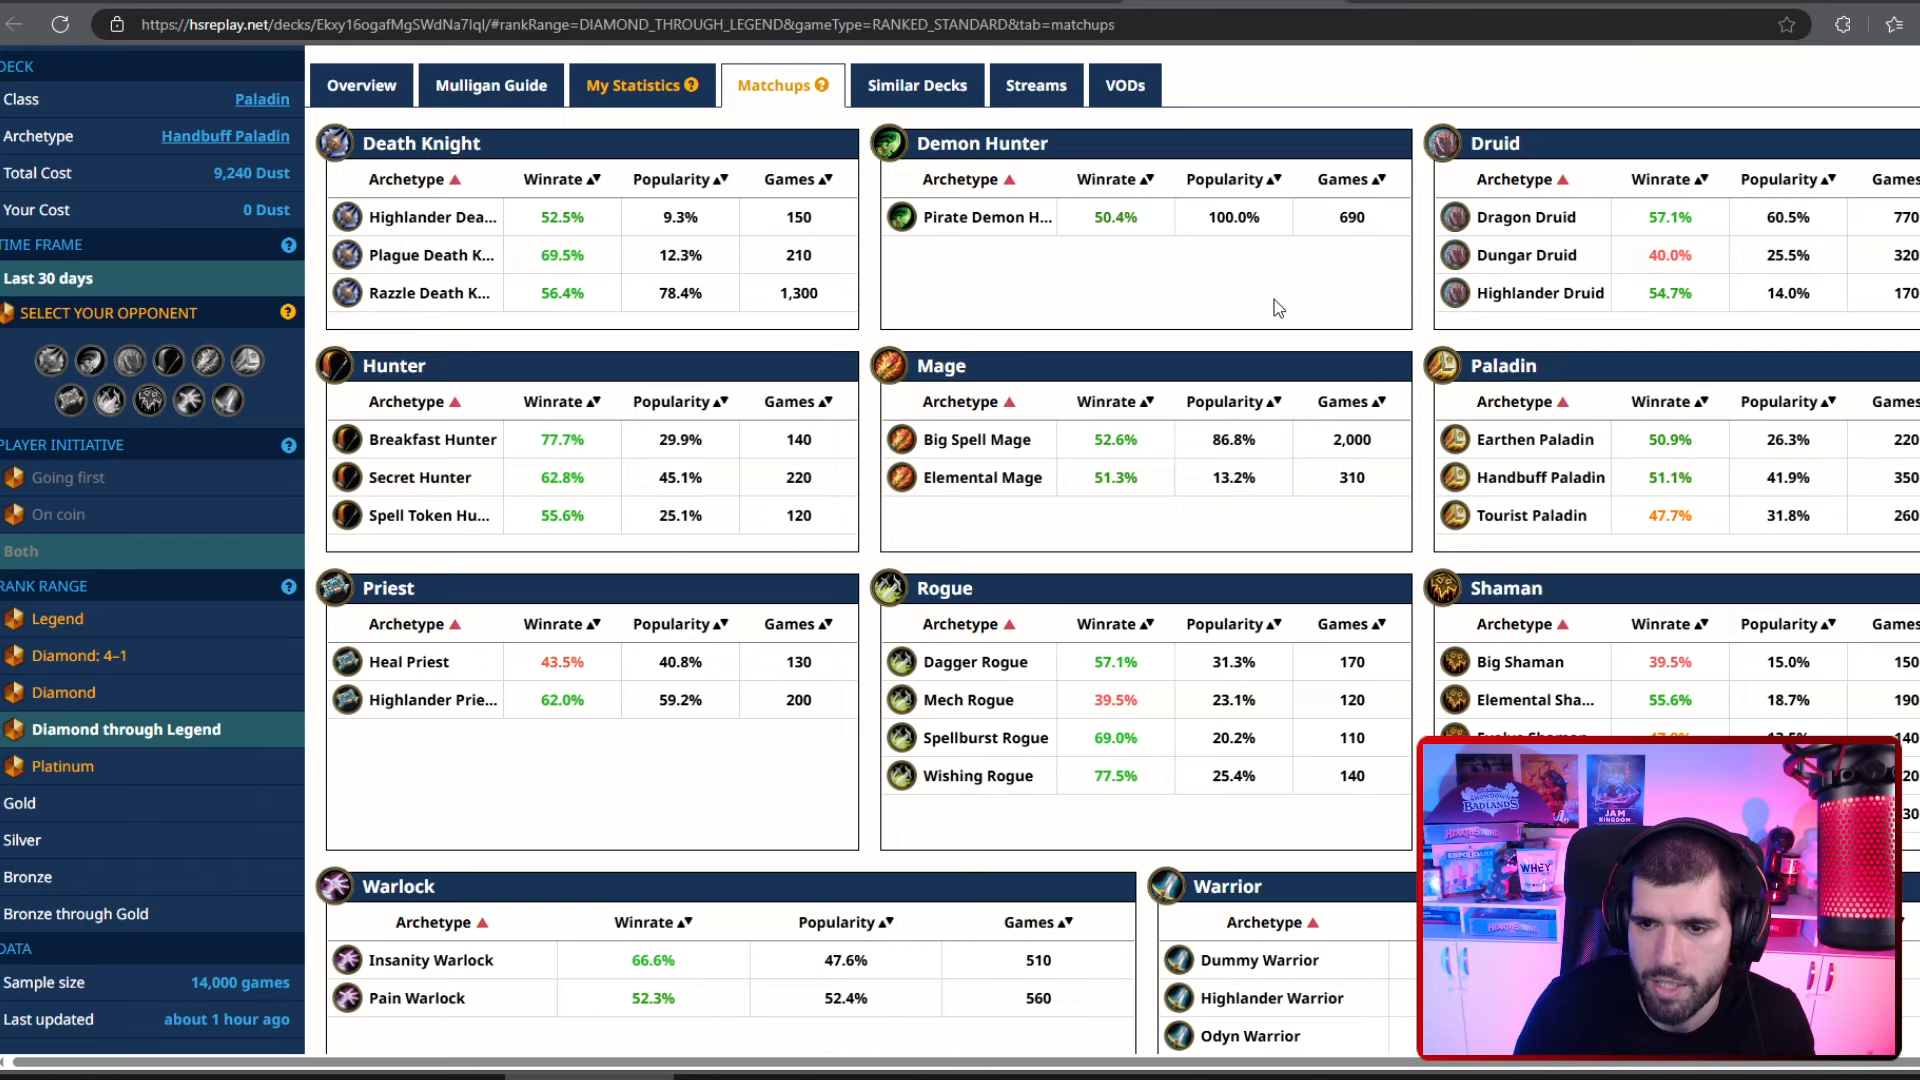 https://hsreplay.net/decks/Ekxy16ogafMgSWdNa7lqI/#rankRange=DIAMOND_THROUGH_LEGEND&gameType=RANKED_STANDARD&tab=matchups
DECK
Class Paladin
Archetype Handbuff Paladin
Total Cost 9,240 Dust
Your Cost 0 Dust
TIME FRAME ?
Last 30 days
SELECT YOUR OPPONENT ?
PLAYER INITIATIVE ?
Going first
On coin
Both
RANK RANGE ?
Legend
Diamond: 4–1
Diamond
Diamond through Legend
Platinum
Gold
Silver
Bronze
Bronze through Gold
DATA
Sample size 14,000 games
Last updated about 1 hour ago
Overview Mulligan Guide My Statistics ? Matchups ? Similar Decks Streams VODs
Death Knight
Archetype Winrate Popularity Games
Highlander Dea... 52.5% 9.3% 150
Plague Death K... 69.5% 12.3% 210
Razzle Death K... 56.4% 78.4% 1,300
Demon Hunter
Archetype Winrate Popularity Games
Pirate Demon H... 50.4% 100.0% 690
Druid
Archetype Winrate Popularity Games
Dragon Druid 57.1% 60.5% 770
Dungar Druid 40.0% 25.5% 320
Highlander Druid 54.7% 14.0% 170
Hunter
Archetype Winrate Popularity Games
Breakfast Hunter 77.7% 29.9% 140
Secret Hunter 62.8% 45.1% 220
Spell Token Hu... 55.6% 25.1% 120
Mage
Archetype Winrate Popularity Games
Big Spell Mage 52.6% 86.8% 2,000
Elemental Mage 51.3% 13.2% 310
Paladin
Archetype Winrate Popularity Games
Earthen Paladin 50.9% 26.3% 220
Handbuff Paladin 51.1% 41.9% 350
Tourist Paladin 47.7% 31.8% 260
Priest
Archetype Winrate Popularity Games
Heal Priest 43.5% 40.8% 130
Highlander Prie... 62.0% 59.2% 200
Rogue
Archetype Winrate Popularity Games
Dagger Rogue 57.1% 31.3% 170
Mech Rogue 39.5% 23.1% 120
Spellburst Rogue 69.0% 20.2% 110
Wishing Rogue 77.5% 25.4% 140
Shaman
Archetype Winrate Popularity Games
Big Shaman 39.5% 15.0% 150
Elemental Sha... 55.6% 18.7% 190
140
Warlock
Archetype Winrate Popularity Games
Insanity Warlock 66.6% 47.6% 510
Pain Warlock 52.3% 52.4% 560
Warrior
Archetype
Dummy Warrior
Highlander Warrior
Odyn Warrior
SHOWDOWN
BADLANDS
JAM
KINGDOM
HEARTHSTONE
WHEY